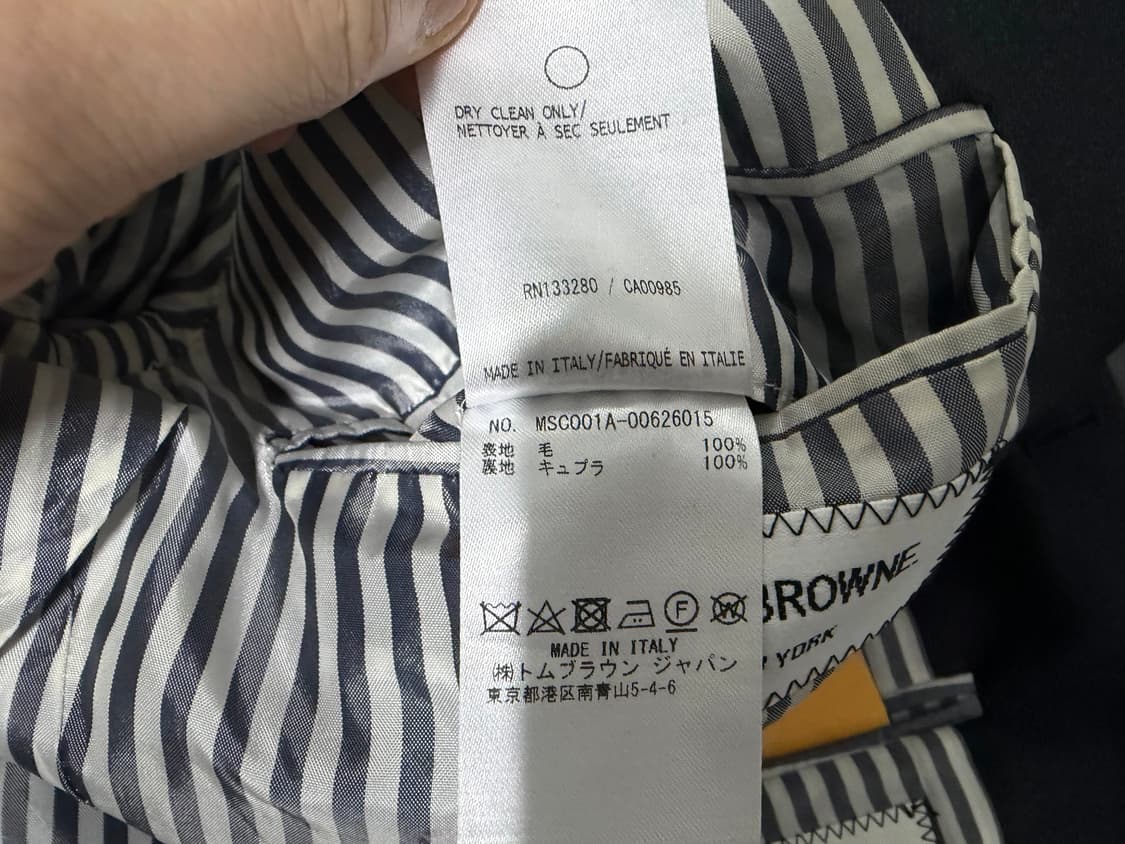 DRY CLEAN ONLY/
NETTOYER À SEC SEULEMENT
RN133280 / CA00985
MADE IN ITALY/FABRIQUÉ EN ITALIE
NO. MSC001A-00626015
表地 毛 100%
裏地 キュプラ 100%
F W
MADE IN ITALY
(株)トムブラウン ジャパン
東京都港区南青山5-4-6
BROWNE.
YORK